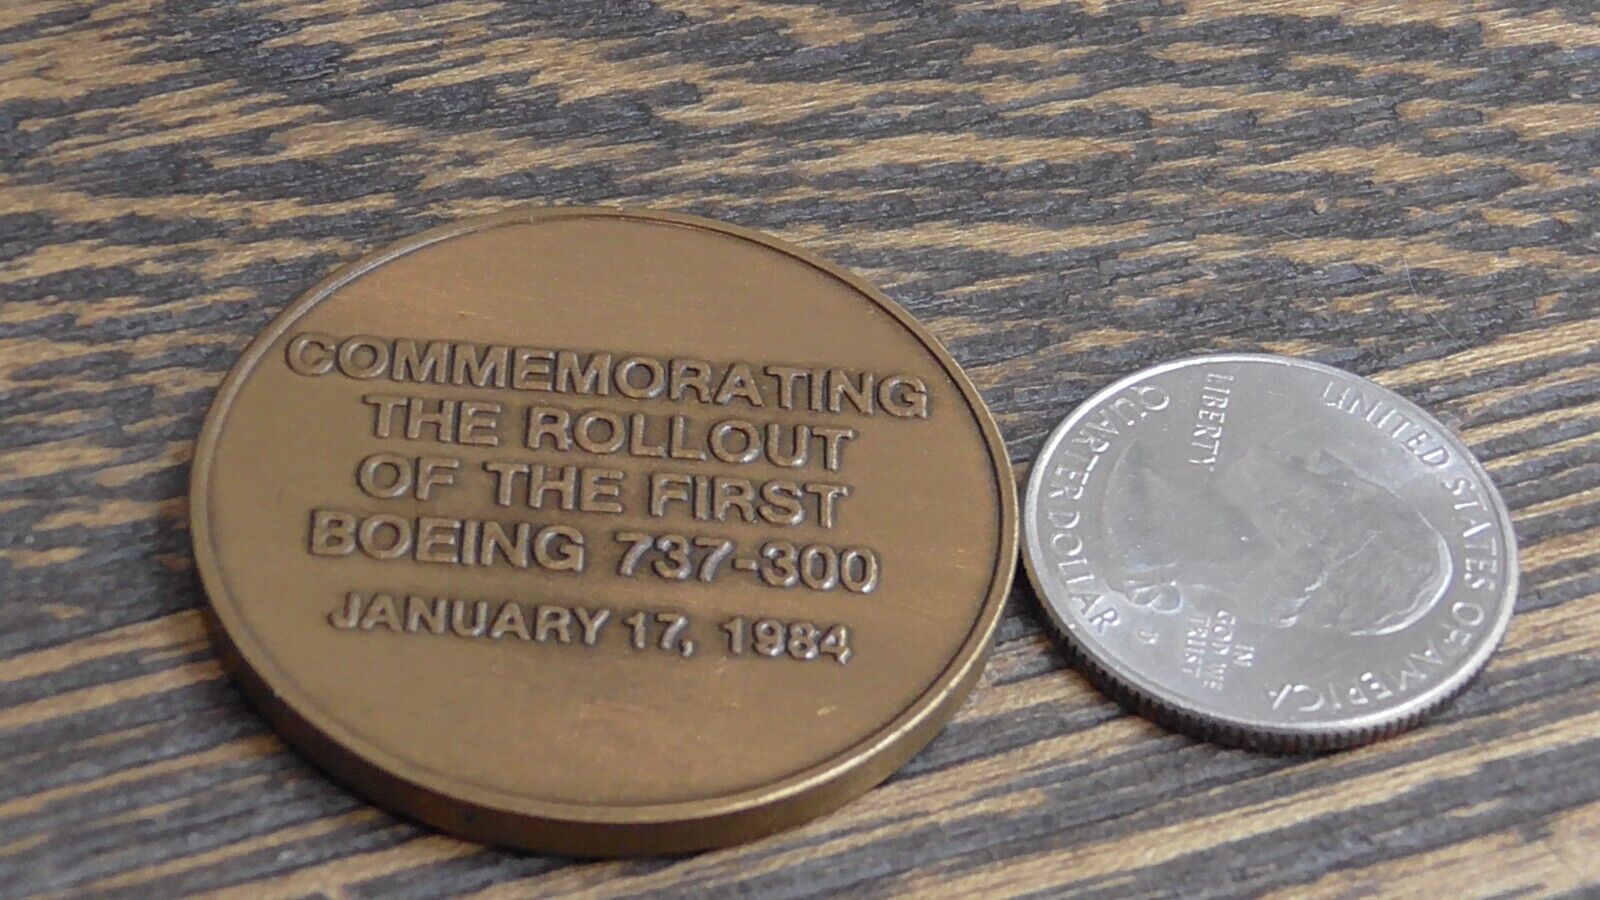 COMMEMORATING
THE ROLLOUT
OF THE FIRST
BOEING 737-300
JANUARY 17, 1984
UNITED STATES OF AMERICA
LIBERTY
QUARTER DOLLAR
IN
GOD WE
TRUST
D